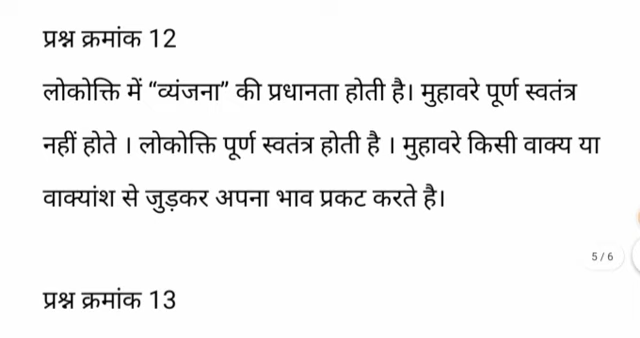 प्रश्न क्रमांक 12
लोकोक्ति में “व्यंजना” की प्रधानता होती है। मुहावरे पूर्ण स्वतंत्र
नहीं होते । लोकोक्ति पूर्ण स्वतंत्र होती है । मुहावरे किसी वाक्य या
वाक्यांश से जुड़कर अपना भाव प्रकट करते है।
5 / 6
प्रश्न क्रमांक 13